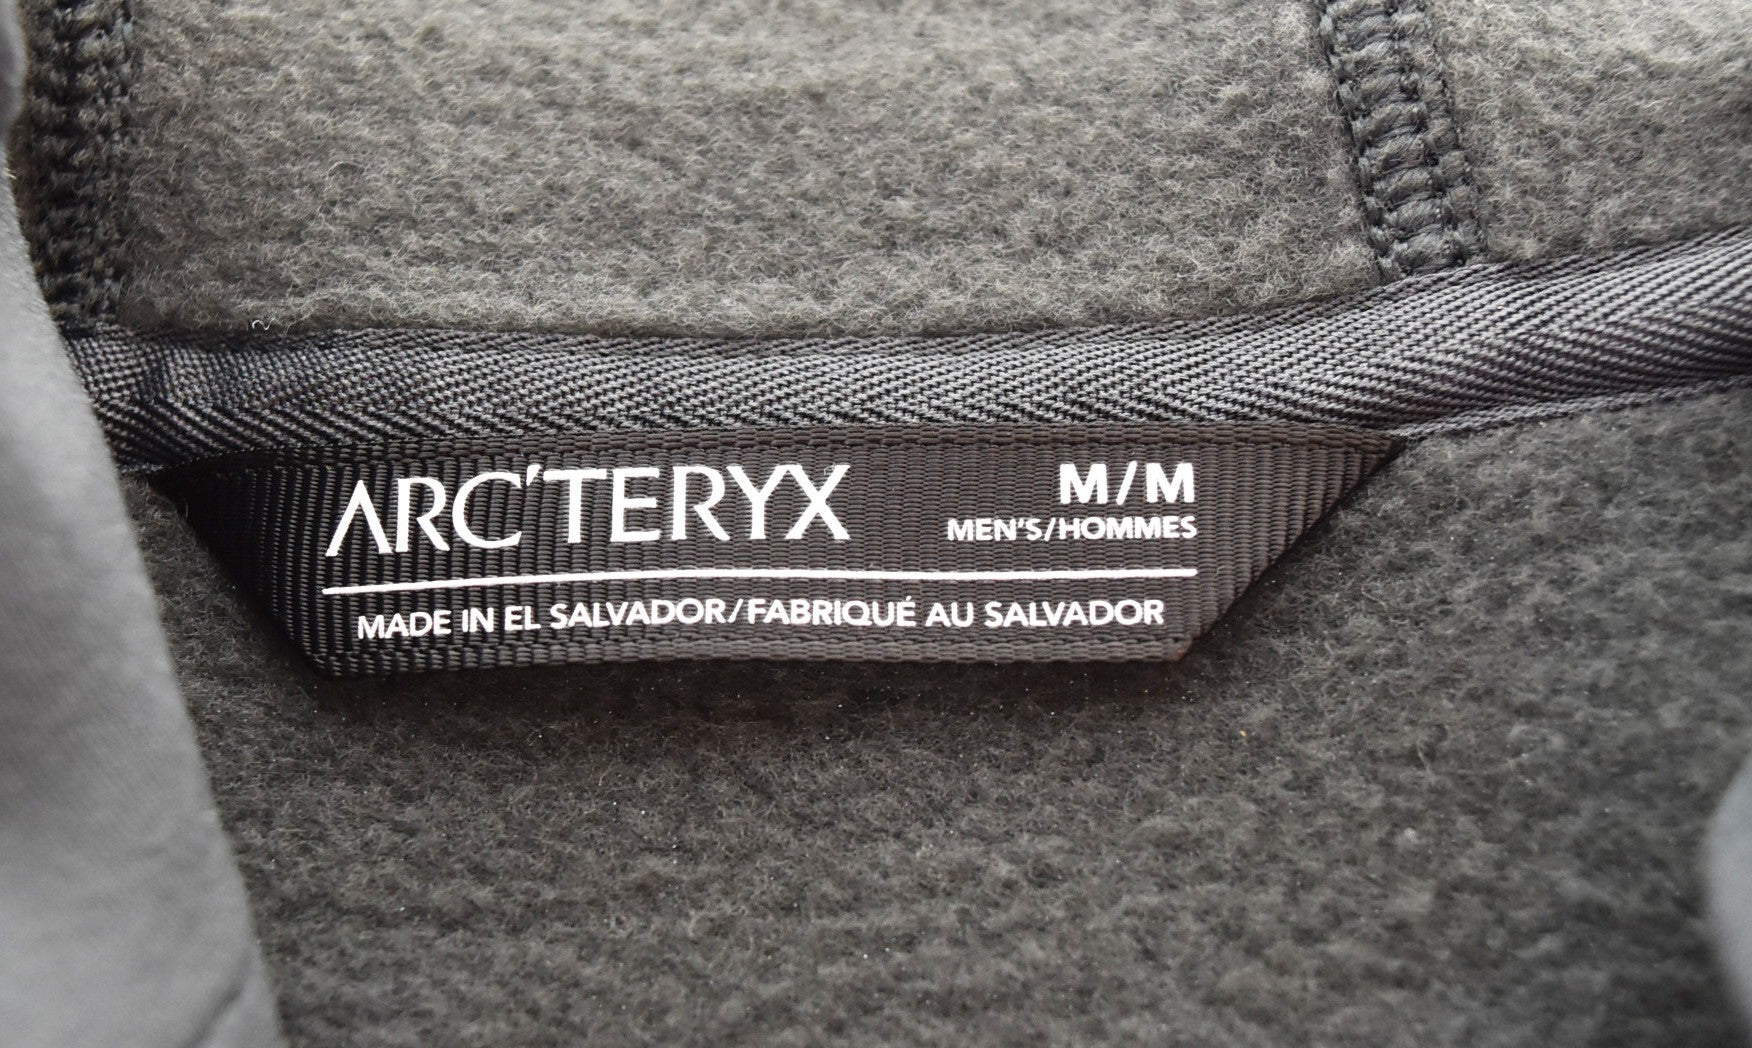 ARC'TERYX
M/M
MEN'S/HOMMES
MADE IN EL SALVADOR/FABRIQUÉ AU SALVADOR